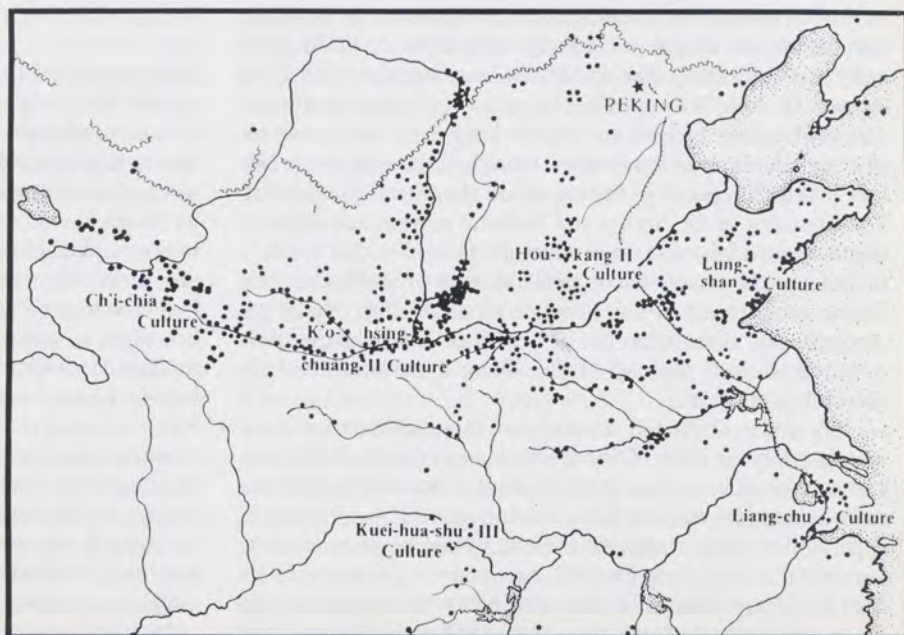 PEKING
Hou-kang II
Culture
Lung-
shan Culture
Ch'i-chia
Culture
K'o-
hsing-
chuang II Culture
Liang-chu Culture
Ku-hua-shu III
Culture